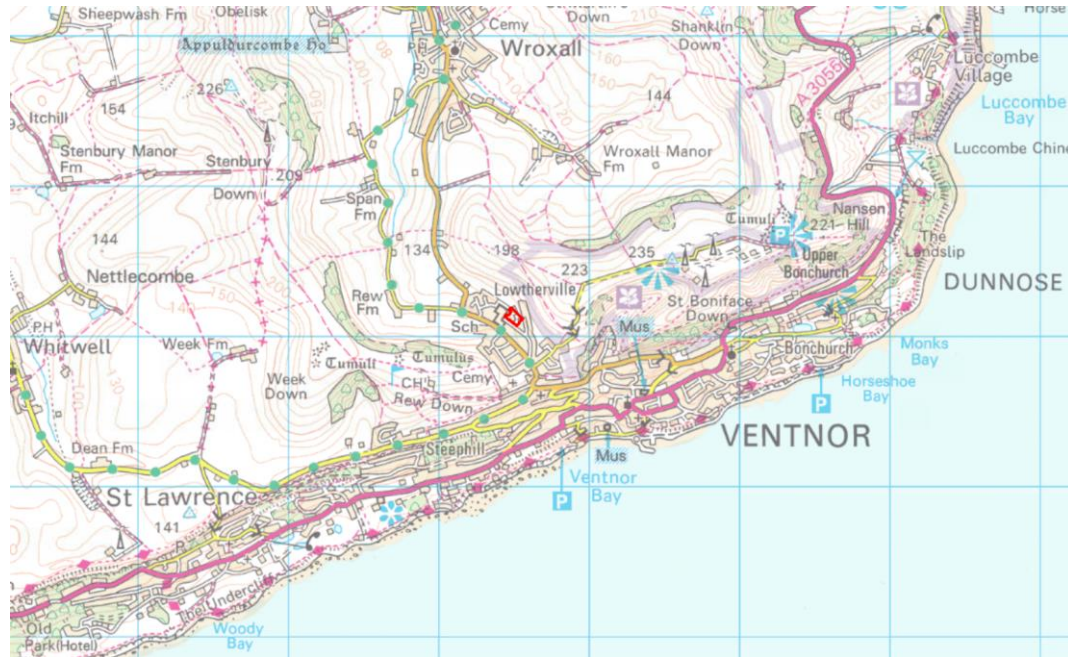 Sheepwash Fm
Obelisk
Cemy
Down
Shanklin
Down
Horse
Appuldurcombe Ho
Wroxall
A 3055
Luccombe
Village
226
154
Itchill
144
Luccombe
Bay
Stenbury Manor
Fm
Stenbury
Down
209
Wroxall Manor
Fm
Luccombe Chine
Span
Fm
Tumuli
P
221
Nansen
Hill
The
Landslip
144
134
198
235
Upper
Bonchurch
Nettlecombe
223
Lowtherville
DUNNOSE
Rew
Fm
St Boniface
Down
Sch
Mus
PH
Whitwell
Week Fm
Tumuli
Tumulus
Bonchurch
Monks
Bay
Week
Down
CH
Cemy
Rew Down
Horseshoe
Bay
P
VENTNOR
Dean Fm
Steephill
Mus
Ventnor
Bay
P
St Lawrence
141
The Undercliff
Old
Park(Hotel)
Woody
Bay